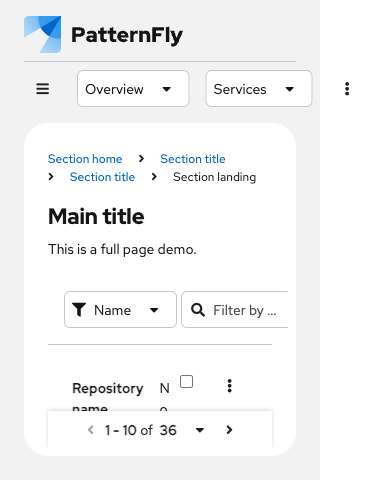 PatternFly
Overview Services
Section home Section title
Section title Section landing
Main title
This is a full page demo.
Name Filter by ...
Repository N
name
1 - 10 of 36